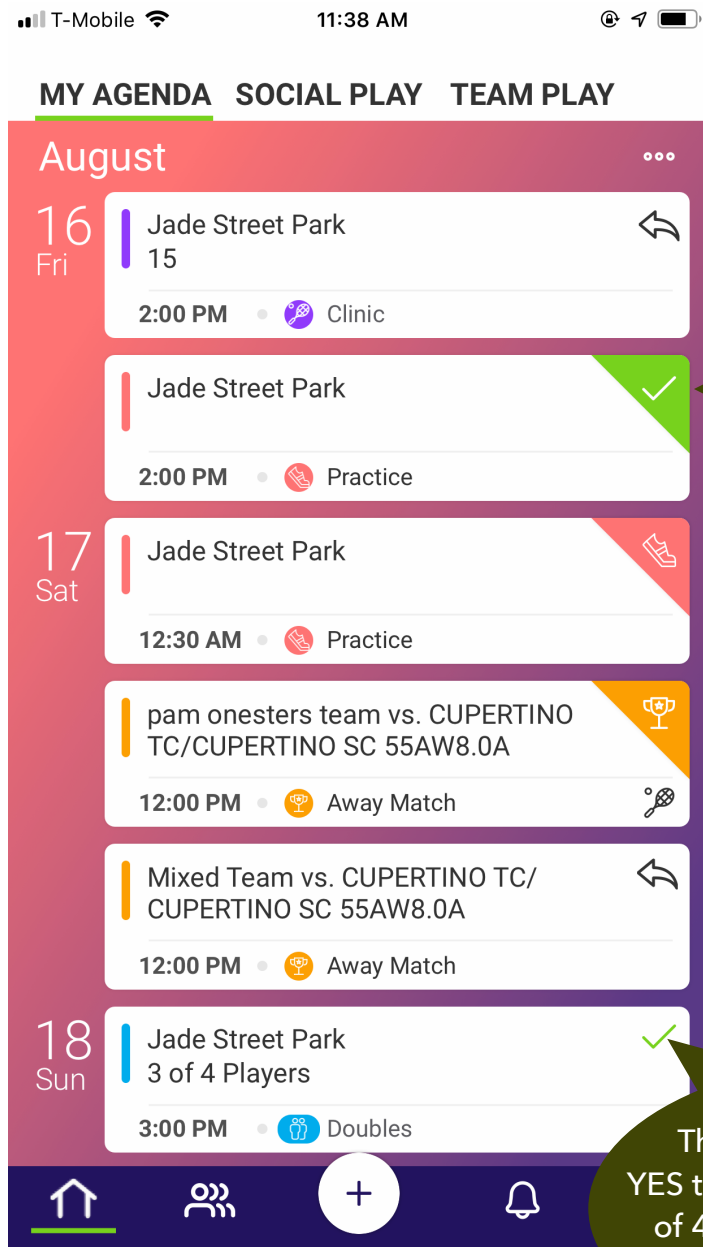 T-Mobile 11:38 AM
MY AGENDA SOCIAL PLAY TEAM PLAY
August
16
Fri
Jade Street Park
15
2:00 PM Clinic
Jade Street Park
2:00 PM Practice
17
Sat
Jade Street Park
12:30 AM Practice
pam onesters team vs. CUPERTINO
TC/CUPERTINO SC 55AW8.0A
12:00 PM Away Match
Mixed Team vs. CUPERTINO TC/
CUPERTINO SC 55AW8.0A
12:00 PM Away Match
18
Sun
Jade Street Park
3 of 4 Players
3:00 PM Doubles
YES
of 4